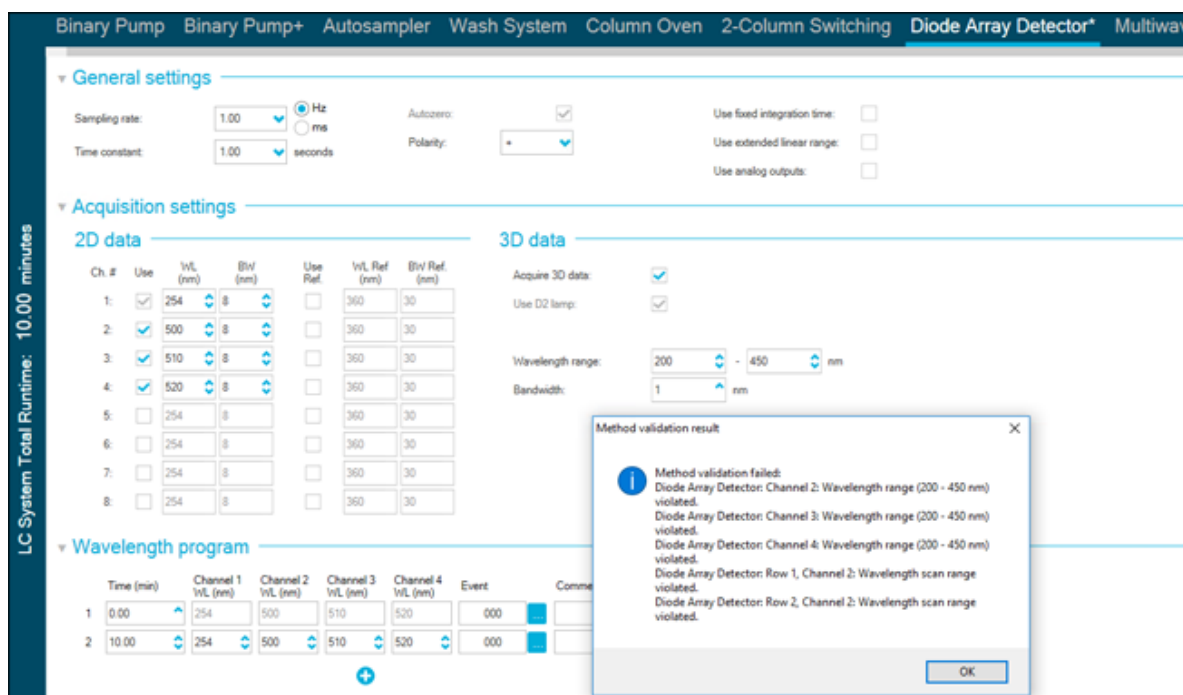 Binary Pump Binary Pump+ Autosampler Wash System Column Oven 2-Column Switching Diode Array Detector* Multiwav
LC System Total Runtime: 10.00 minutes
General settings
Sampling rate: 1.00 Hz ms Autozero: Use fixed integration time:
Time constant: 1.00 seconds Polarity: + Use extended linear range:
Use analog outputs:
Acquisition settings
2D data 3D data
Ch. # Use WL (nm) BW (nm) Use Ref. WL Ref (nm) BW Ref. (nm) Acquire 3D data:
1: 254 8 360 30 Use D2 lamp:
2: 500 8 360 30
3: 510 8 360 30 Wavelength range: 200 - 450 nm
4: 520 8 360 30 Bandwidth: 1 nm
5: 254 8 360 30
6: 254 8 360 30
7: 254 8 360 30
8: 254 8 360 30
Method validation result
Method validation failed:
Diode Array Detector: Channel 2: Wavelength range (200 - 450 nm)
violated.
Diode Array Detector: Channel 3: Wavelength range (200 - 450 nm)
violated.
Diode Array Detector: Channel 4: Wavelength range (200 - 450 nm)
violated.
Diode Array Detector: Row 1, Channel 2: Wavelength scan range
violated.
Diode Array Detector: Row 2, Channel 2: Wavelength scan range
violated.
OK
Wavelength program
Time (min) Channel 1 WL (nm) Channel 2 WL (nm) Channel 3 WL (nm) Channel 4 WL (nm) Event Comme
1 0.00 254 500 510 520 000 ...
2 10.00 254 500 510 520 000 ...